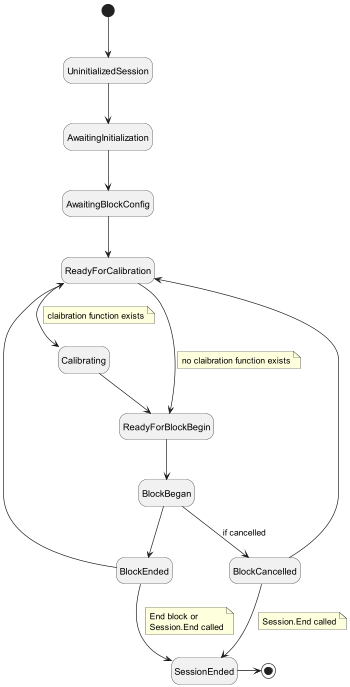 UninitializedSession
AwaitingInitialization
AwaitingBlockConfig
ReadyForCalibration
claibration function exists
Calibrating
no claibration function exists
ReadyForBlockBegin
BlockBegan
if cancelled
BlockEnded
BlockCancelled
End block or
Session.End called
Session.End called
SessionEnded